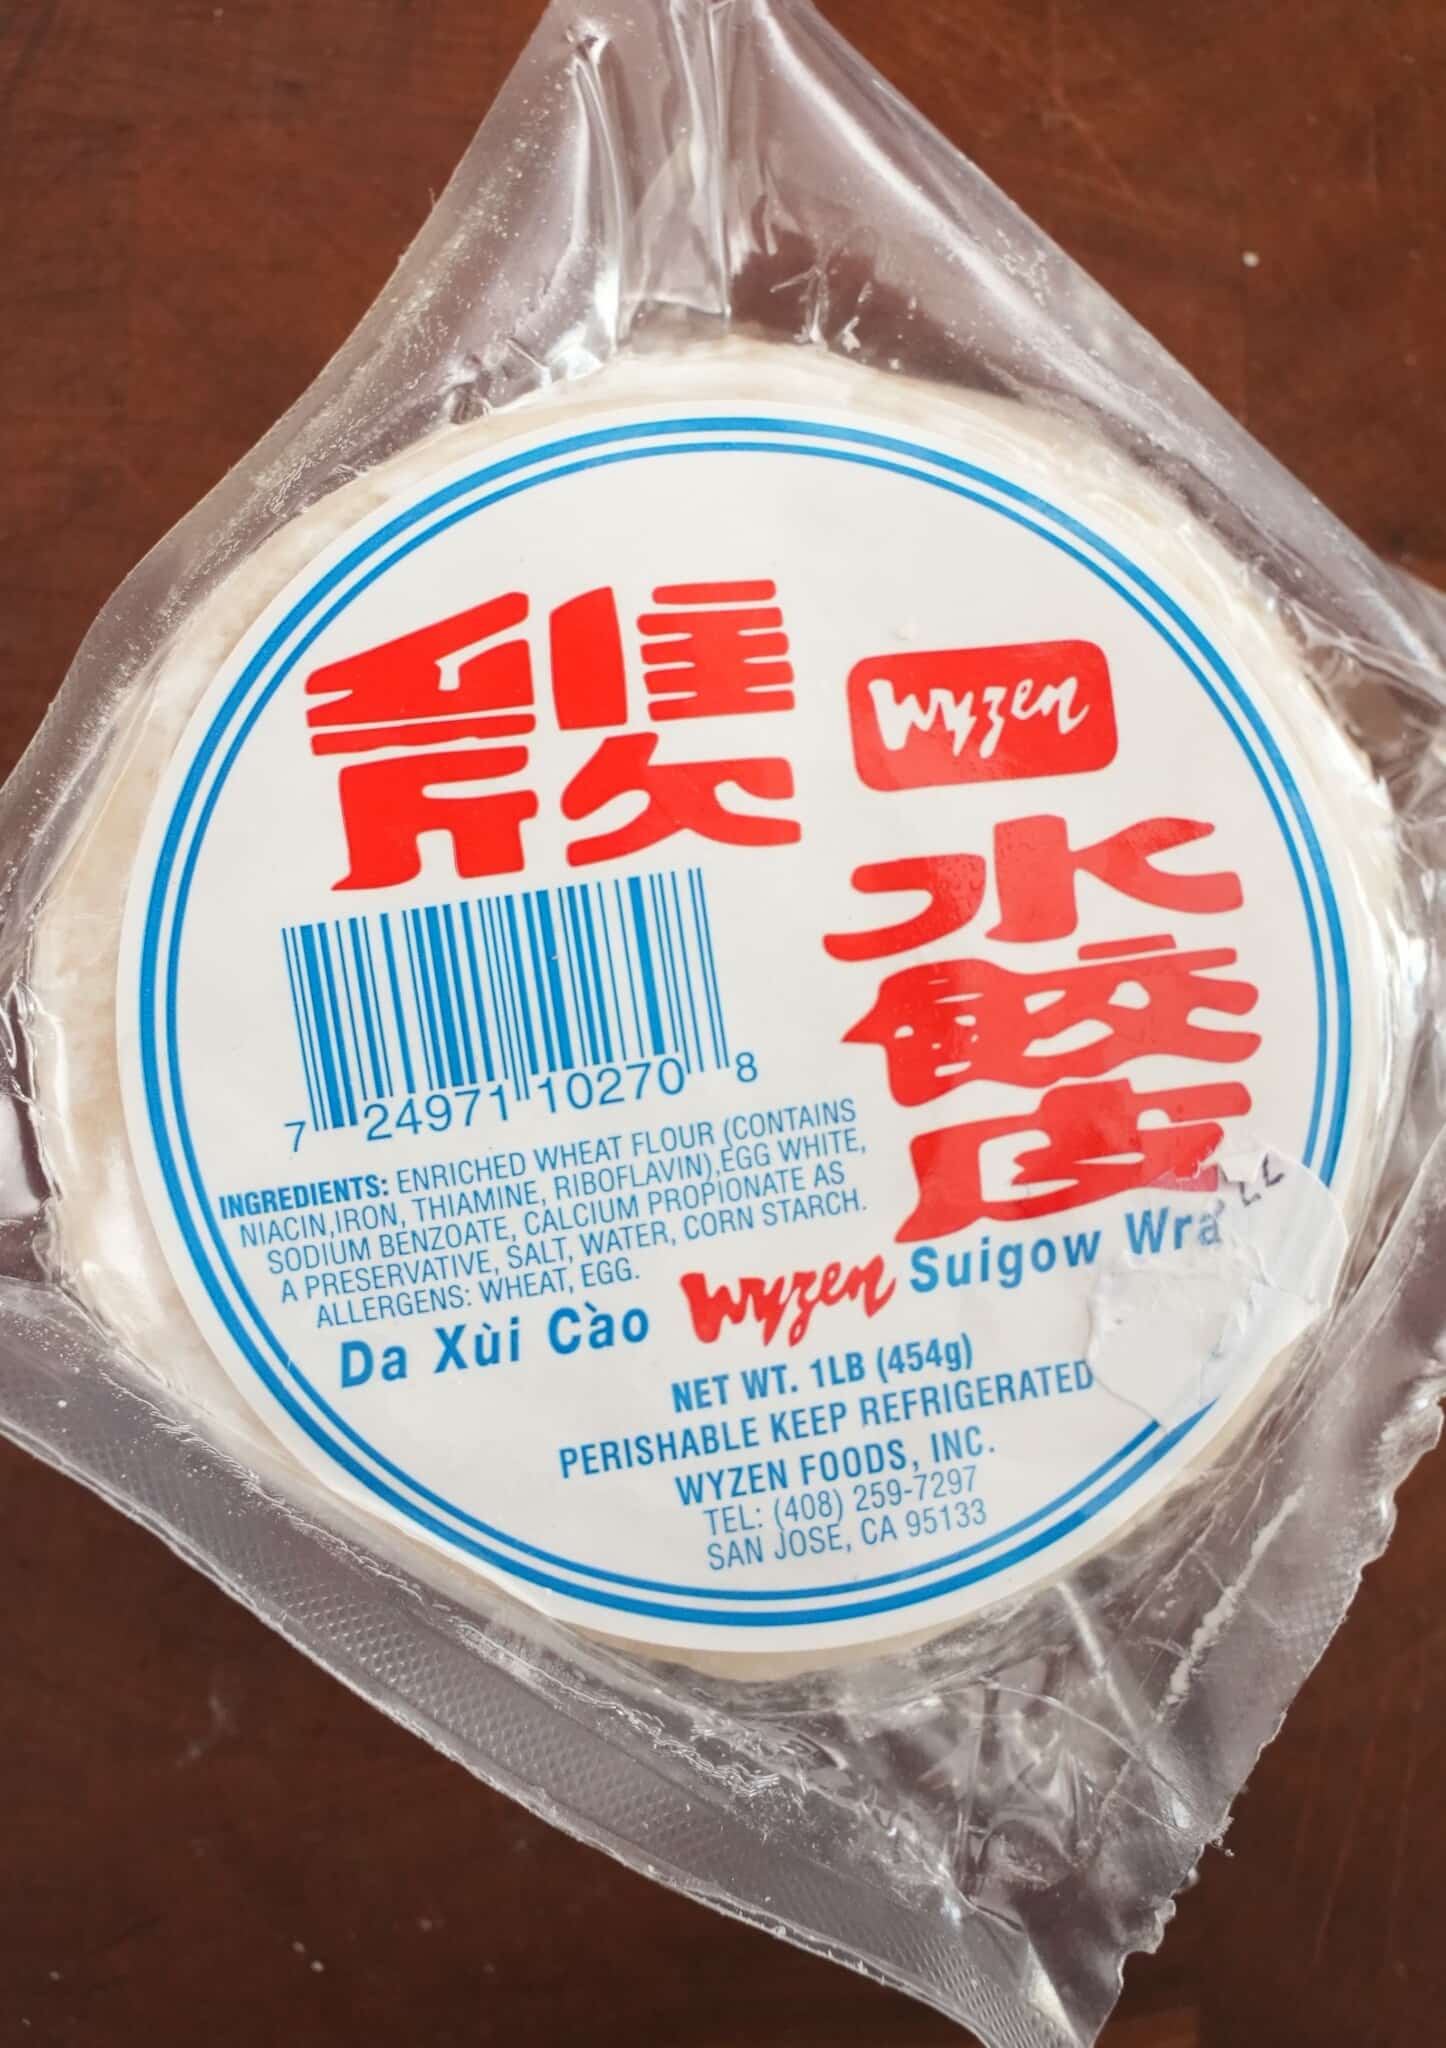 Wyzen
水餃皮
7 24971 10270 8
INGREDIENTS: ENRICHED WHEAT FLOUR (CONTAINS
NIACIN,IRON, THIAMINE, RIBOFLAVIN),EGG WHITE,
SODIUM BENZOATE, CALCIUM PROPIONATE AS
A PRESERVATIVE, SALT, WATER, CORN STARCH.
ALLERGENS: WHEAT, EGG.
Da Xùi Cào Wyzen Suigow Wra
NET WT. 1LB (454g)
PERISHABLE KEEP REFRIGERATED
WYZEN FOODS, INC.
TEL: (408) 259-7297
SAN JOSE, CA 95133